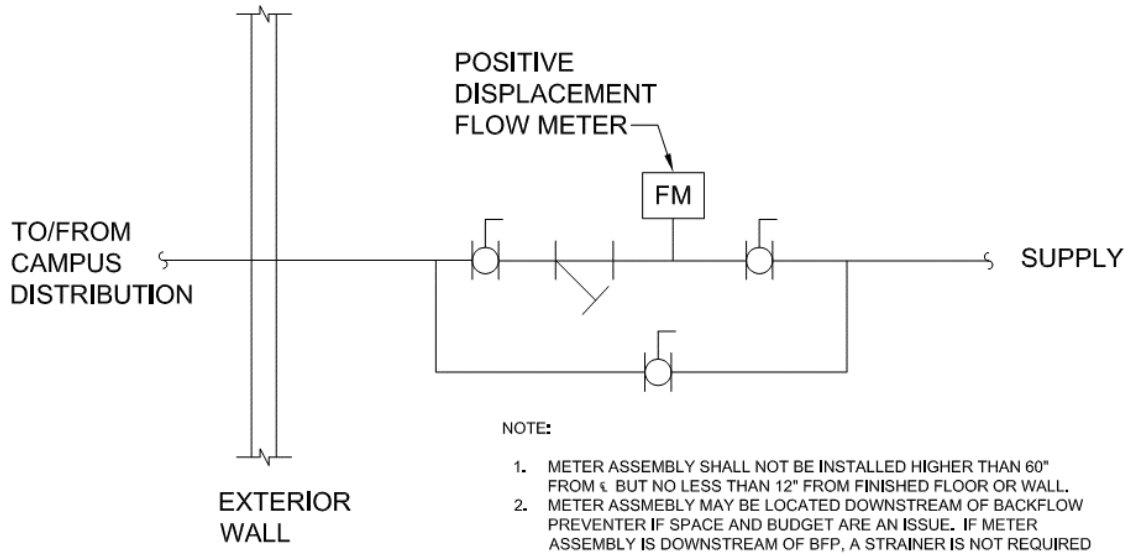 POSITIVE
DISPLACEMENT
FLOW METER
FM
TO/FROM
CAMPUS
DISTRIBUTION
SUPPLY
EXTERIOR
WALL
NOTE:
1. METER ASSEMBLY SHALL NOT BE INSTALLED HIGHER THAN 60"
FROM ℄ BUT NO LESS THAN 12" FROM FINISHED FLOOR OR WALL.
2. METER ASSMEBLY MAY BE LOCATED DOWNSTREAM OF BACKFLOW
PREVENTER IF SPACE AND BUDGET ARE AN ISSUE. IF METER
ASSEMBLY IS DOWNSTREAM OF BFP, A STRAINER IS NOT REQUIRED